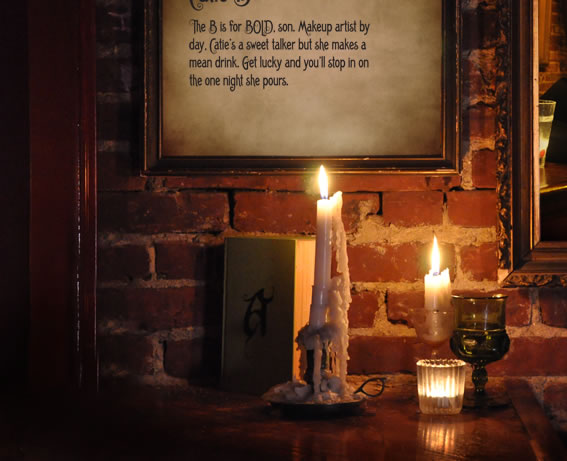 Catie B
The B is for BOLD, son. Makeup artist by
day, Catie's a sweet talker but she makes a
mean drink. Get lucky and you'll stop in on
the one night she pours.